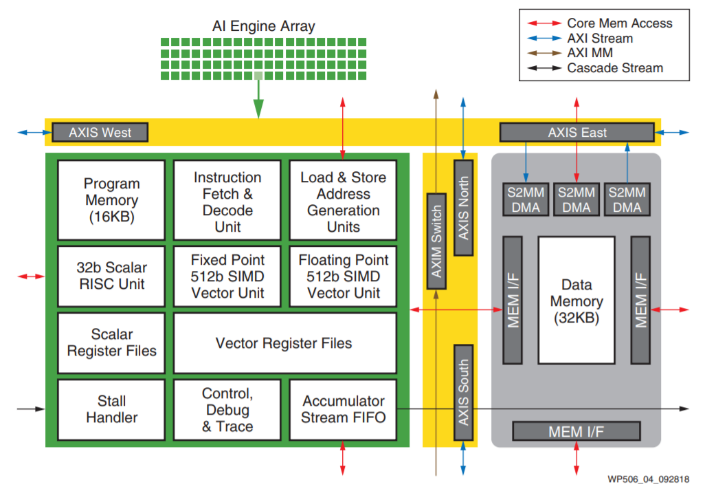 AI Engine Array
Core Mem Access
AXI Stream
AXI MM
Cascade Stream
AXIS West
AXIS East
Program
Memory
(16KB)
Instruction
Fetch &
Decode
Unit
Load & Store
Address
Generation
Units
S2MM
DMA
S2MM
DMA
S2MM
DMA
AXIM Switch
AXIS North
32b Scalar
RISC Unit
Fixed Point
512b SIMD
Vector Unit
Floating Point
512b SIMD
Vector Unit
MEM I/F
Data
Memory
(32KB)
MEM I/F
Scalar
Register Files
Vector Register Files
Stall
Handler
Control,
Debug
& Trace
Accumulator
Stream FIFO
AXIS South
MEM I/F
WP506_04_092818